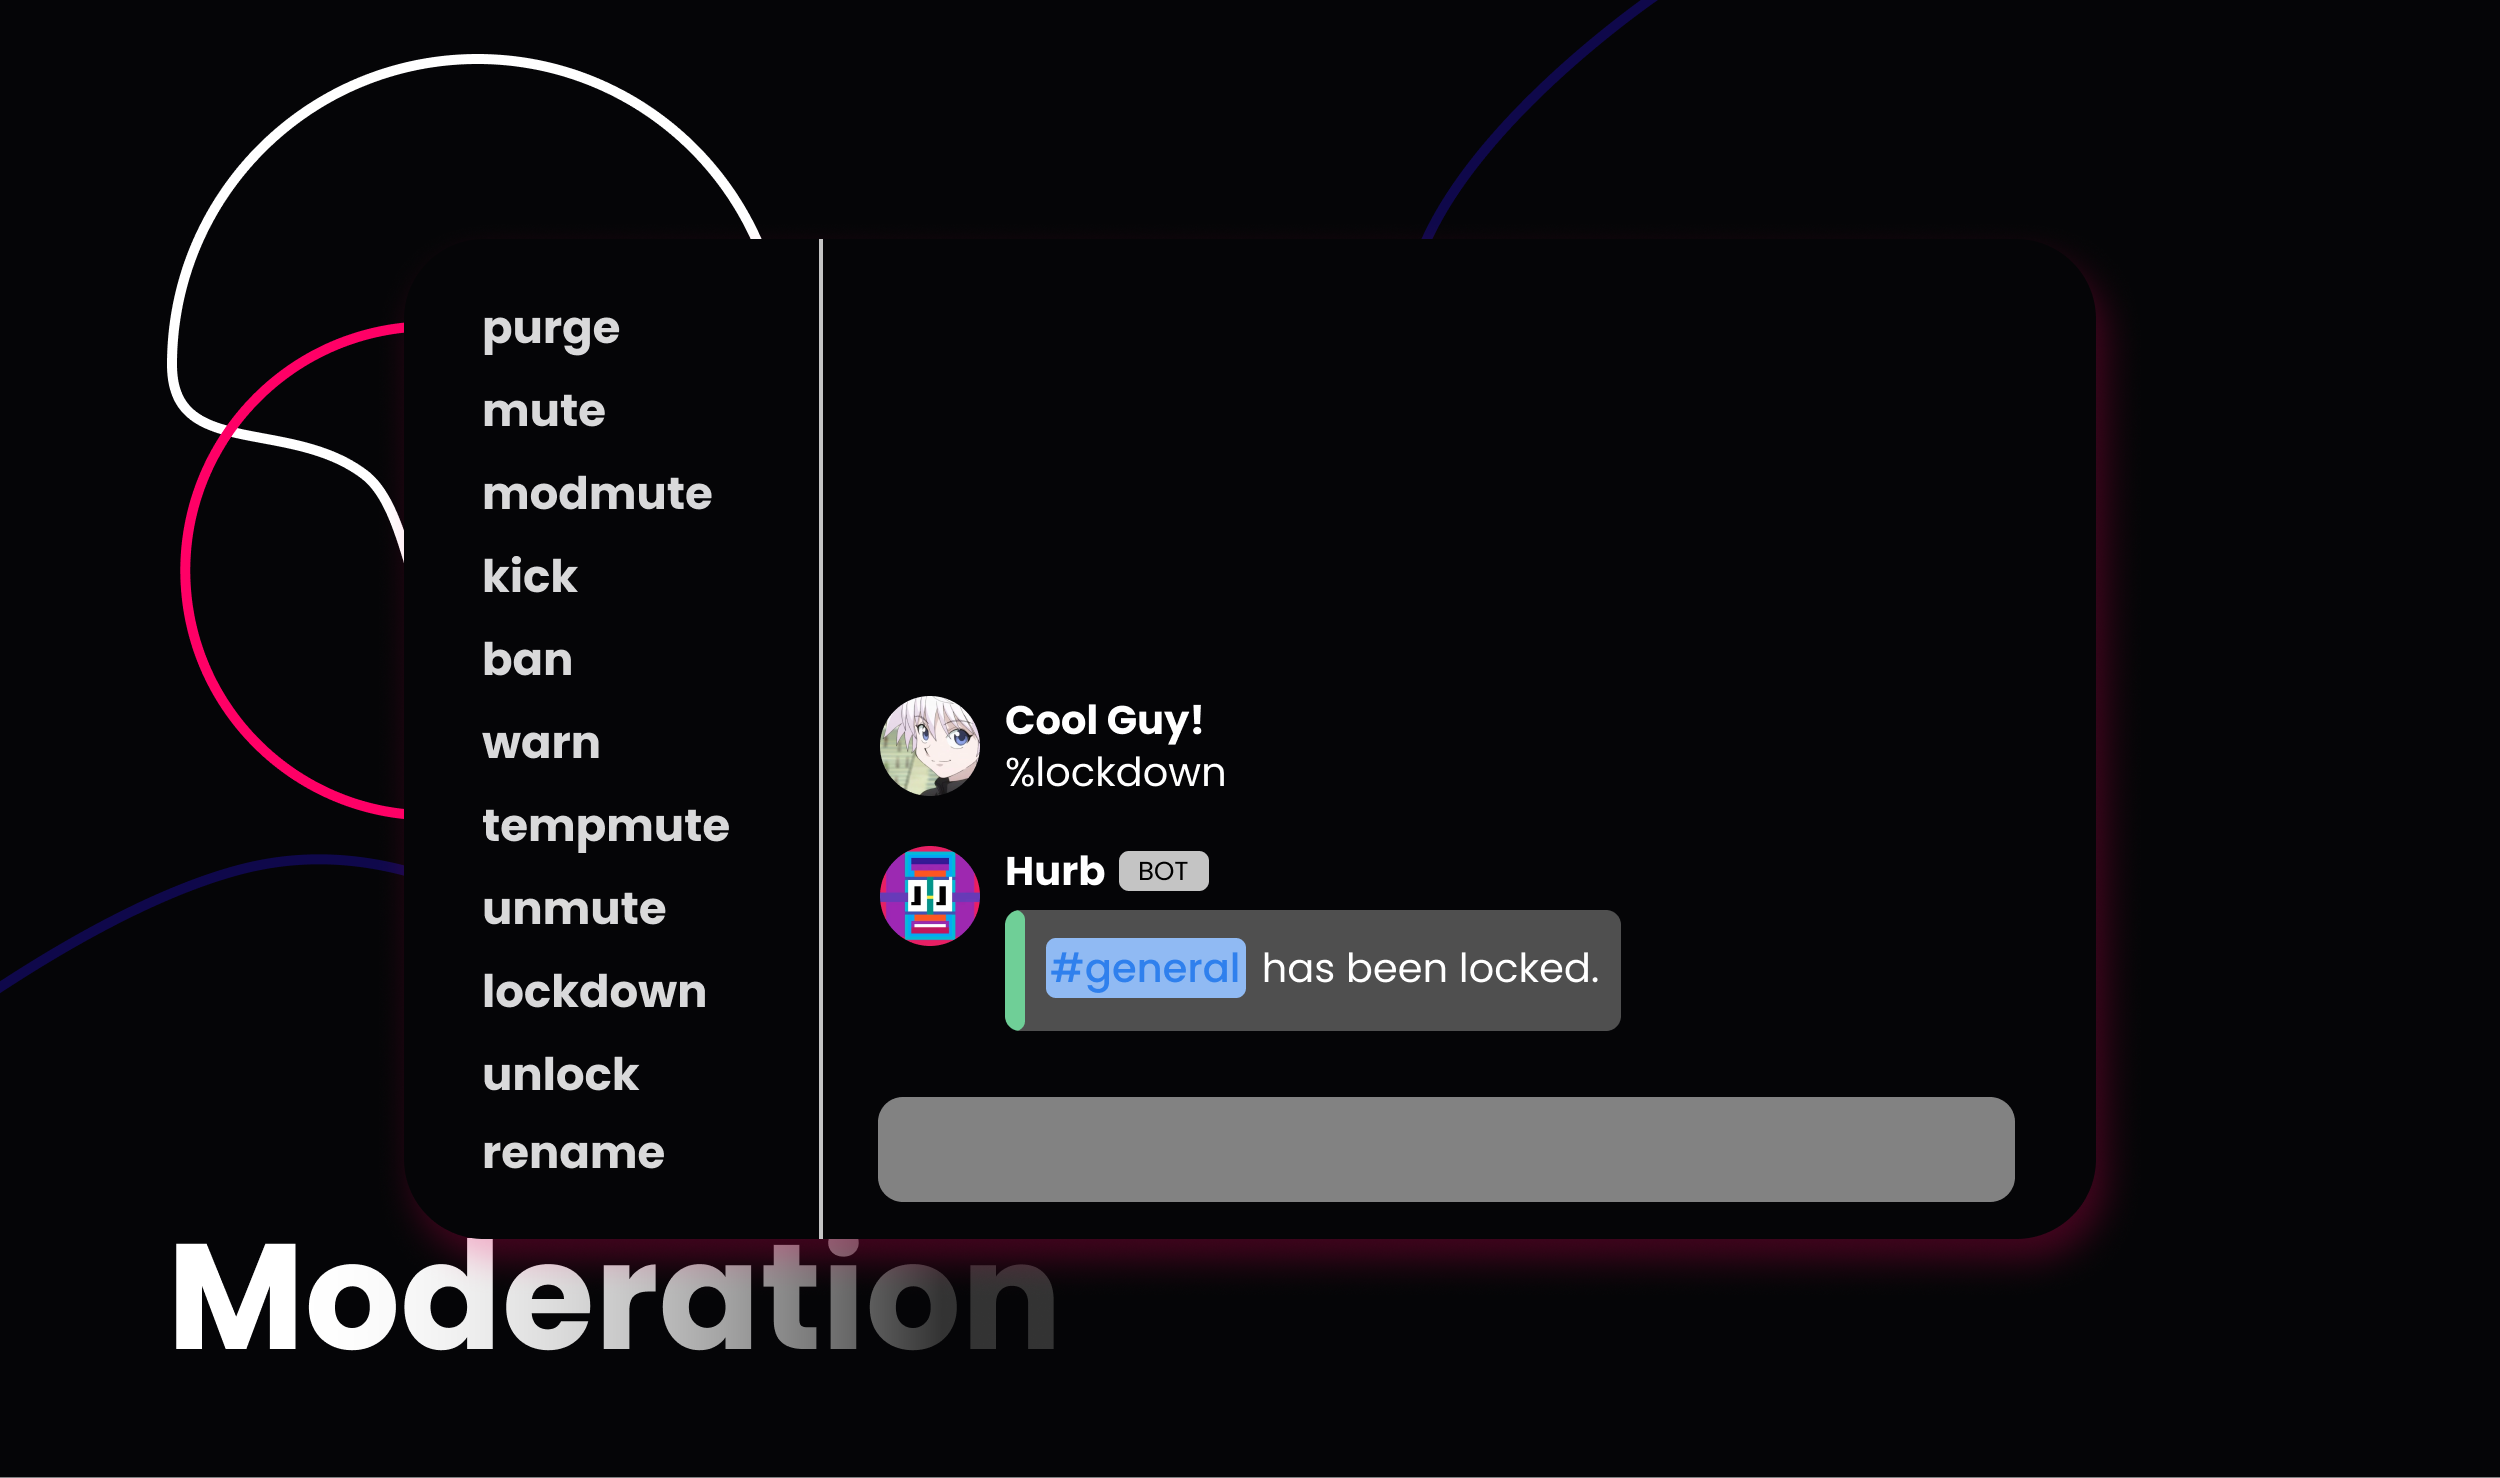 purge
mute
modmute
kick
ban
warn
tempmute
unmute
lockdown
unlock
rename
Cool Guy!
%lockdown
Hurb BOT
#general has been locked.
Moderation